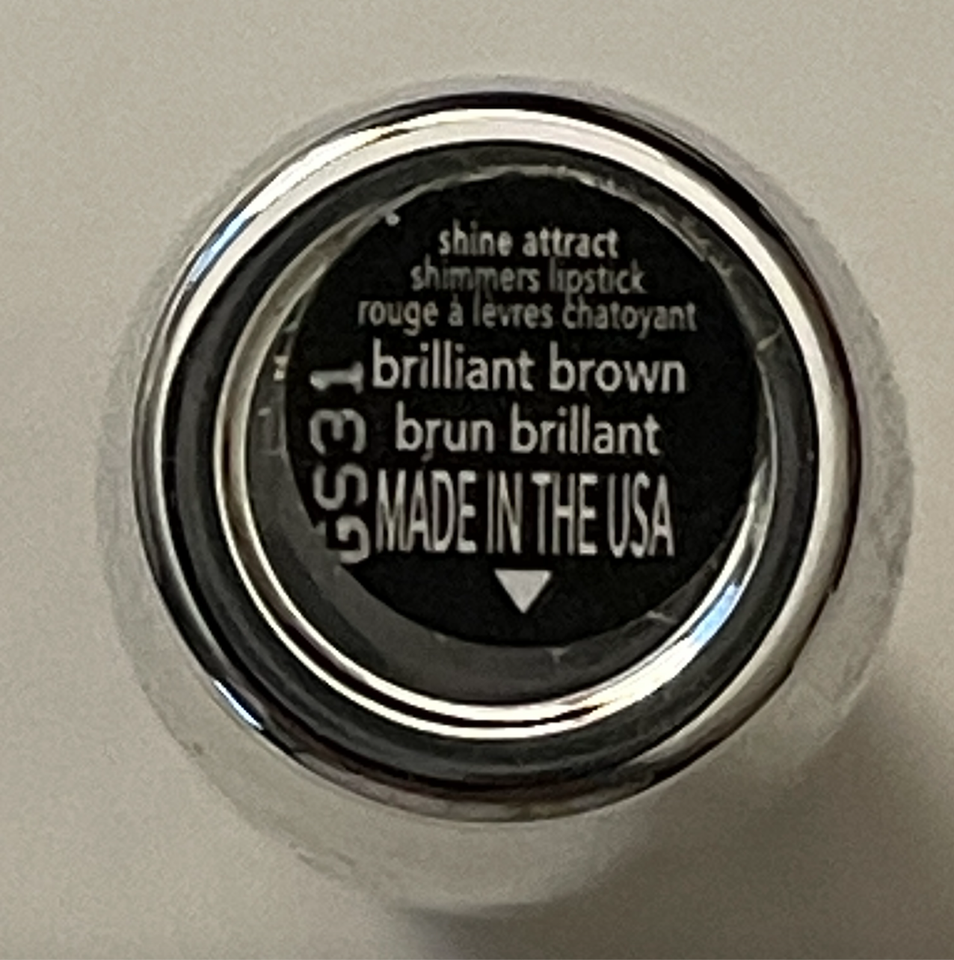 shine attract
shimmers lipstick
rouge à lèvres chatoyant
brilliant brown
brun brillant
MADE IN THE USA
GS31